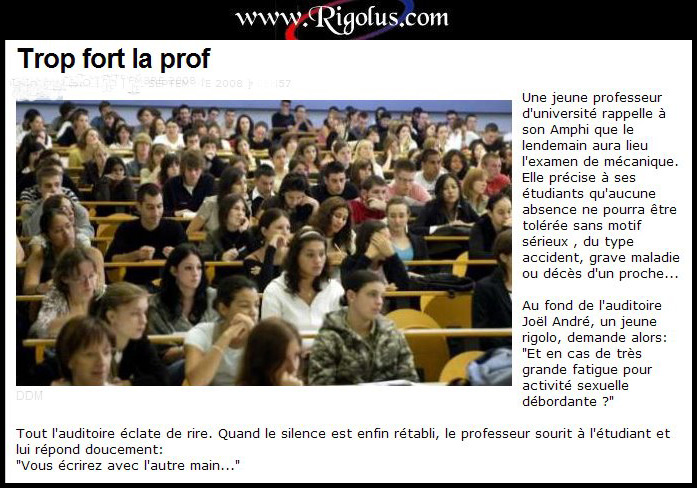 www.Rigolus.com
Trop fort la prof
Une jeune professeur
d'université rappelle à
son Amphi que le
lendemain aura lieu
l'examen de mécanique.
Elle précise à ses
étudiants qu'aucune
absence ne pourra être
tolérée sans motif
sérieux , du type
accident, grave maladie
ou décès d'un proche...
Au fond de l'auditoire
Joël André, un jeune
rigolo, demande alors:
"Et en cas de très
grande fatigue pour
activité sexuelle
débordante ?"
DDM
Tout l'auditoire éclate de rire. Quand le silence est enfin rétabli, le professeur sourit à l'étudiant et
lui répond doucement:
"Vous écrirez avec l'autre main..."